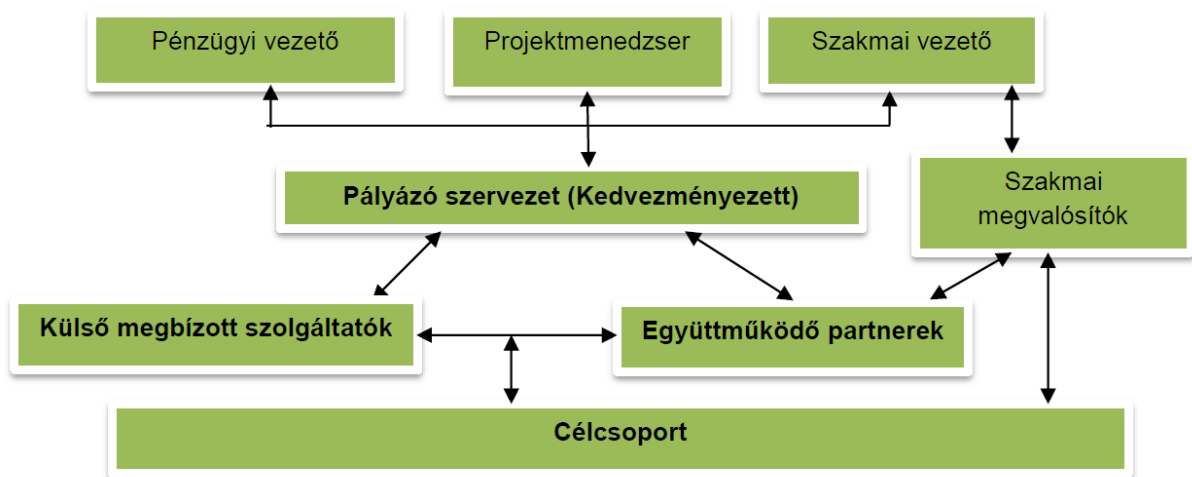 Pénzügyi vezető
Projektmenedzser
Szakmai vezető
Pályázó szervezet (Kedvezményezett)
Szakmai
megvalósítók
Külső megbízott szolgáltatók
Együttműködő partnerek
Célcsoport